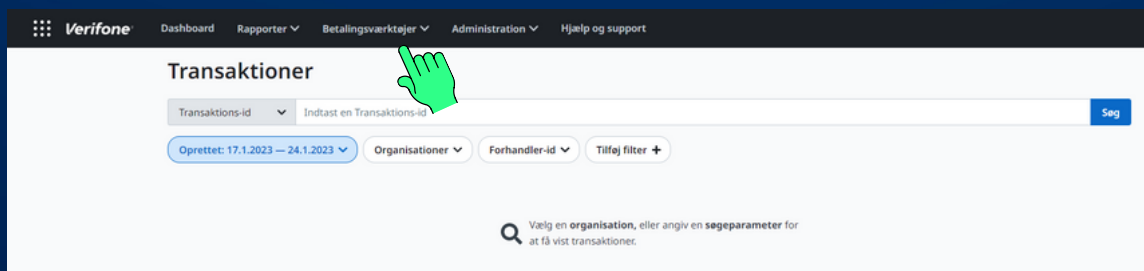 Verifone Dashboard Rapporter Betalingsværktøjer Administration Hjælp og support
Transaktioner
Transaktions-id Indtast en Transaktions-id Søg
Oprettet: 17.1.2023 — 24.1.2023 Organisationer Forhandler-id Tilføj filter +
Vælg en organisation, eller angiv en søgeparameter for
at få vist transaktioner.